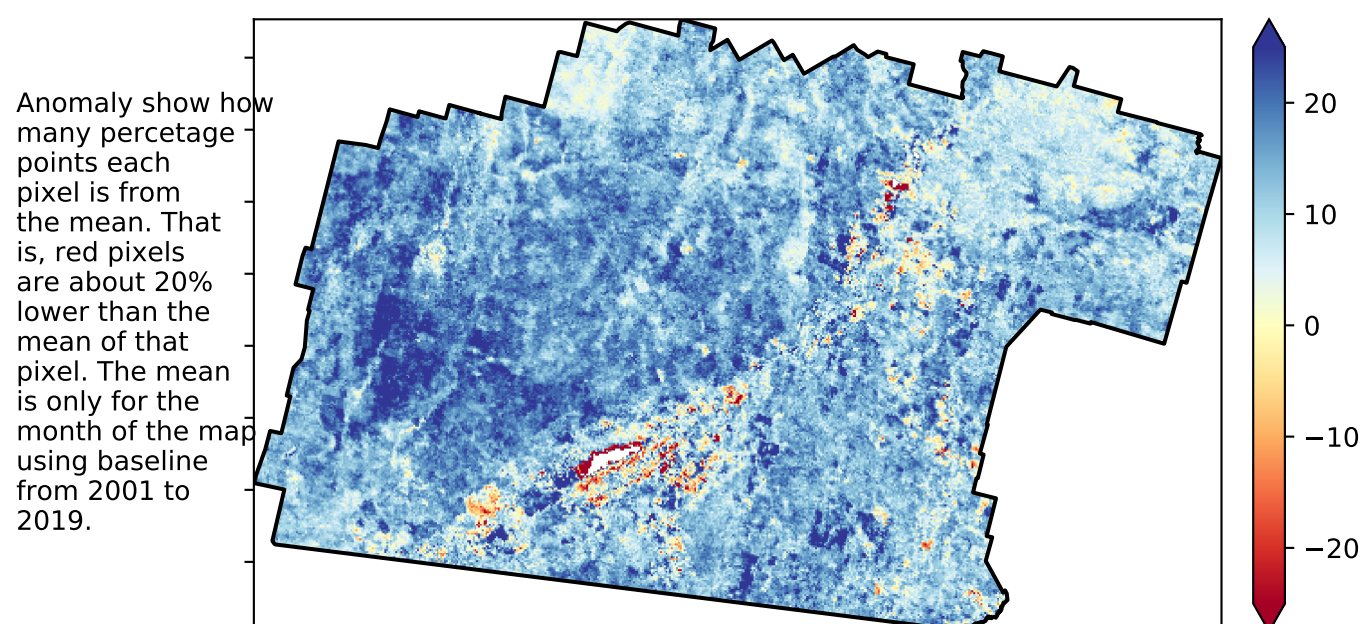 Anomaly show how
many percetage
points each
pixel is from
the mean. That
is, red pixels
are about 20%
lower than the
mean of that
pixel. The mean
is only for the
month of the map
using baseline
from 2001 to
2019.
20
10
0
−10
−20